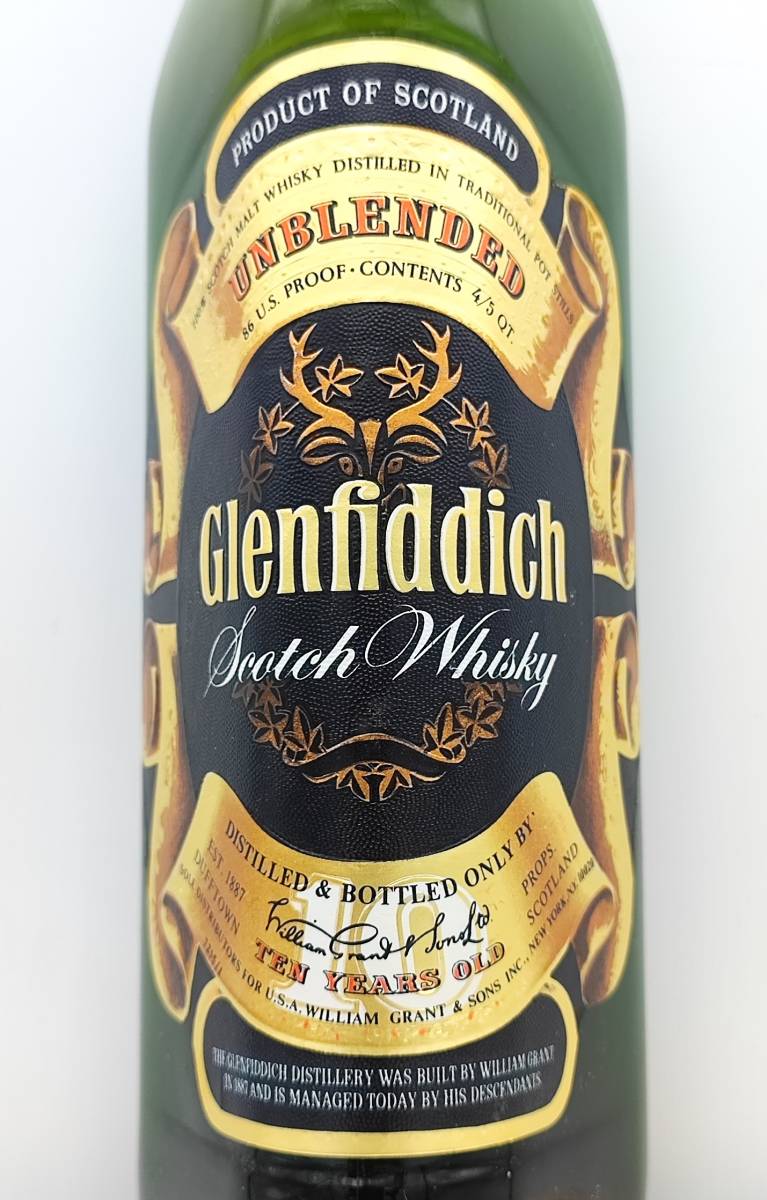 PRODUCT OF SCOTLAND
100% SCOTCH MALT WHISKY DISTILLED IN TRADITIONAL POT STILLS
UNBLENDED
86 U.S. PROOF · CONTENTS 4/5 QT.
Glenfiddich
Scotch Whisky
DISTILLED & BOTTLED ONLY BY
EST. 1887
DUFFTOWN
PROPS.
SCOTLAND
10
William Grant & Sons Ltd.
TEN YEARS OLD
SOLE DISTRIBUTORS FOR U.S.A. WILLIAM GRANT & SONS INC., NEW YORK, N.Y.
THE GLENFIDDICH DISTILLERY WAS BUILT BY WILLIAM GRANT
IN 1887 AND IS MANAGED TODAY BY HIS DESCENDANTS.